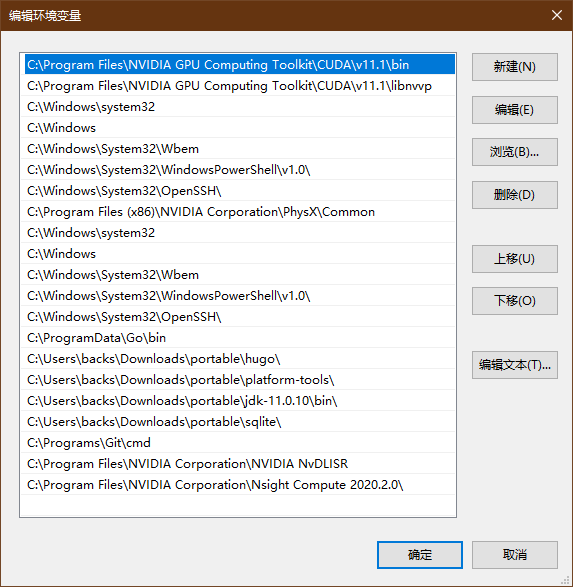 编辑环境变量
C:\Program Files\NVIDIA GPU Computing Toolkit\CUDA\v11.1\bin
C:\Program Files\NVIDIA GPU Computing Toolkit\CUDA\v11.1\libnvvp
C:\Windows\system32
C:\Windows
C:\Windows\System32\Wbem
C:\Windows\System32\WindowsPowerShell\v1.0\
C:\Windows\System32\OpenSSH\
C:\Program Files (x86)\NVIDIA Corporation\PhysX\Common
C:\Windows\system32
C:\Windows
C:\Windows\System32\Wbem
C:\Windows\System32\WindowsPowerShell\v1.0\
C:\Windows\System32\OpenSSH\
C:\ProgramData\Go\bin
C:\Users\backs\Downloads\portable\hugo\
C:\Users\backs\Downloads\portable\platform-tools\
C:\Users\backs\Downloads\portable\jdk-11.0.10\bin\
C:\Users\backs\Downloads\portable\sqlite\
C:\Programs\Git\cmd
C:\Program Files\NVIDIA Corporation\NVIDIA NvDLISR
C:\Program Files\NVIDIA Corporation\Nsight Compute 2020.2.0\
新建(N)
编辑(E)
浏览(B)...
删除(D)
上移(U)
下移(O)
编辑文本(T)...
确定
取消